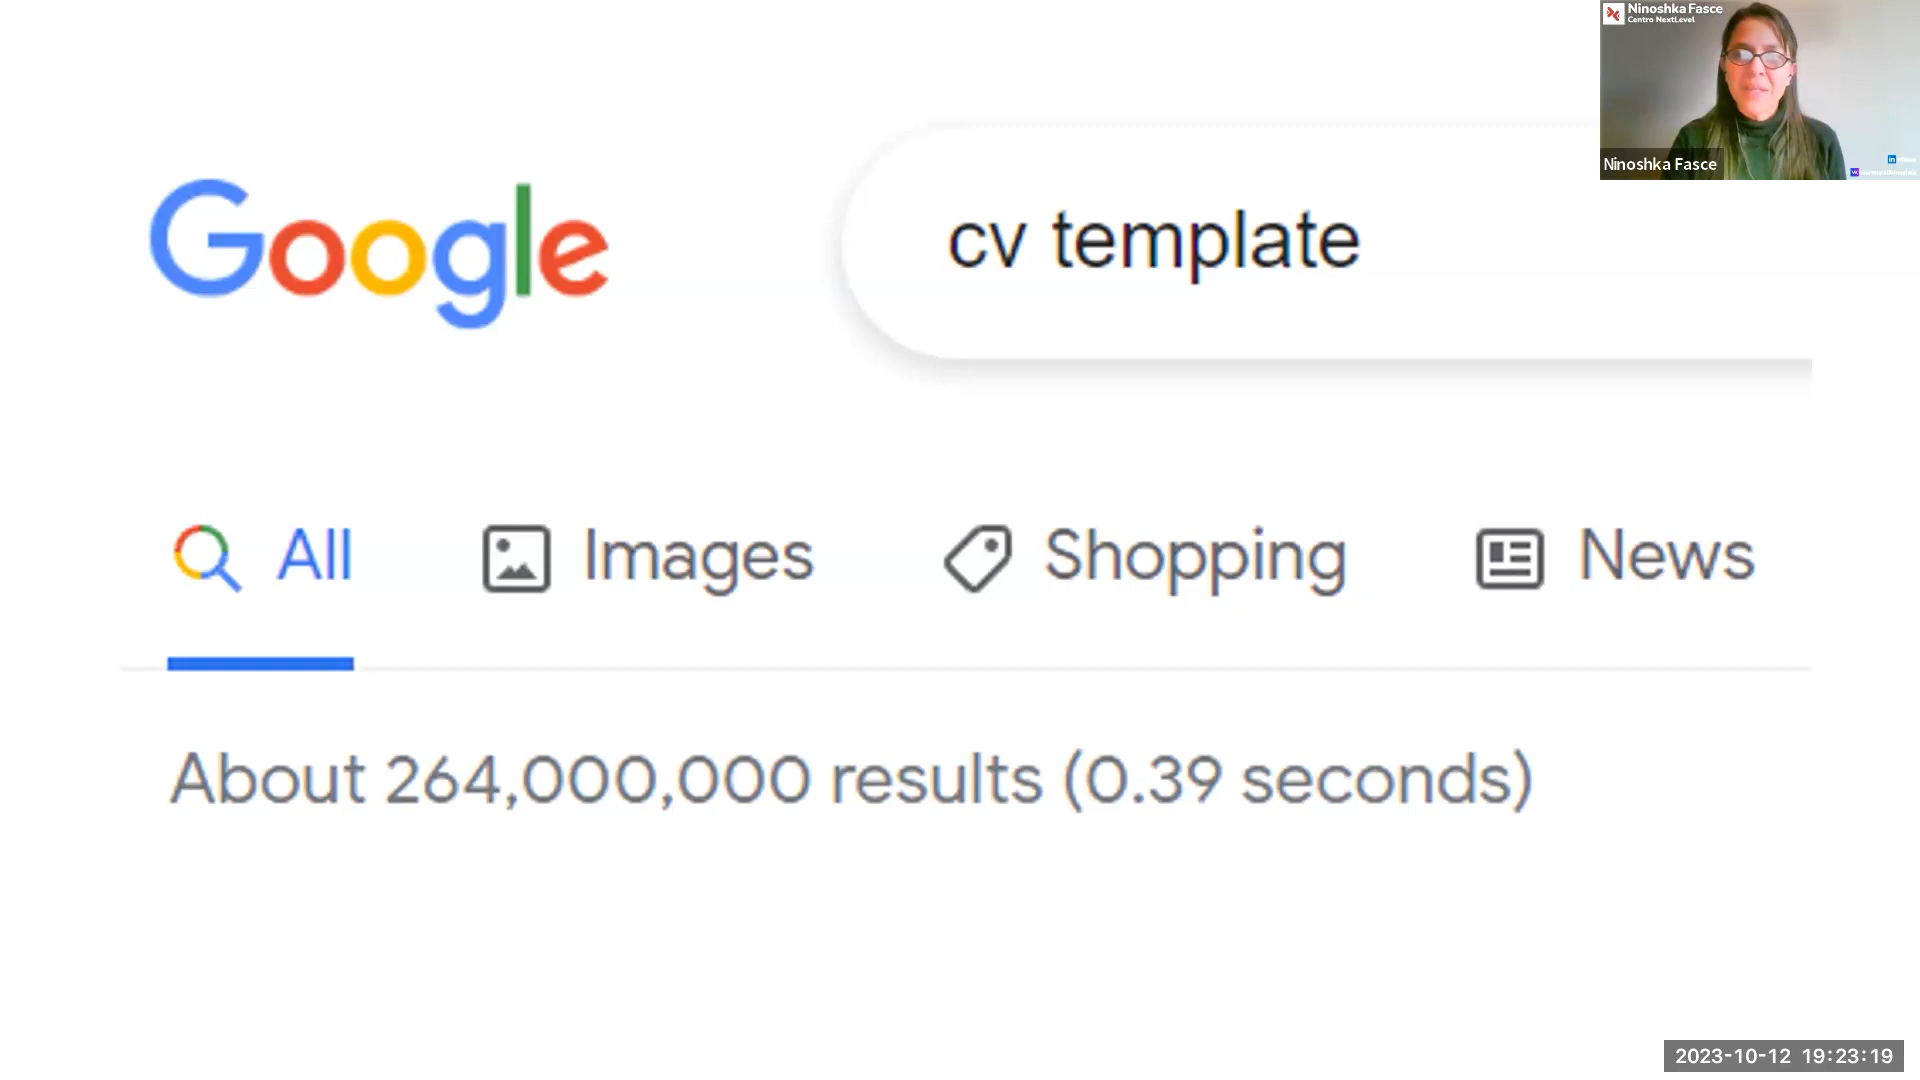 Ninoshka Fasce
Centro NextLevel
Google
cv template
Ninoshka Fasce
All Images Shopping News
About 264,000,000 results (0.39 seconds)
2023-10-12 19:23:19